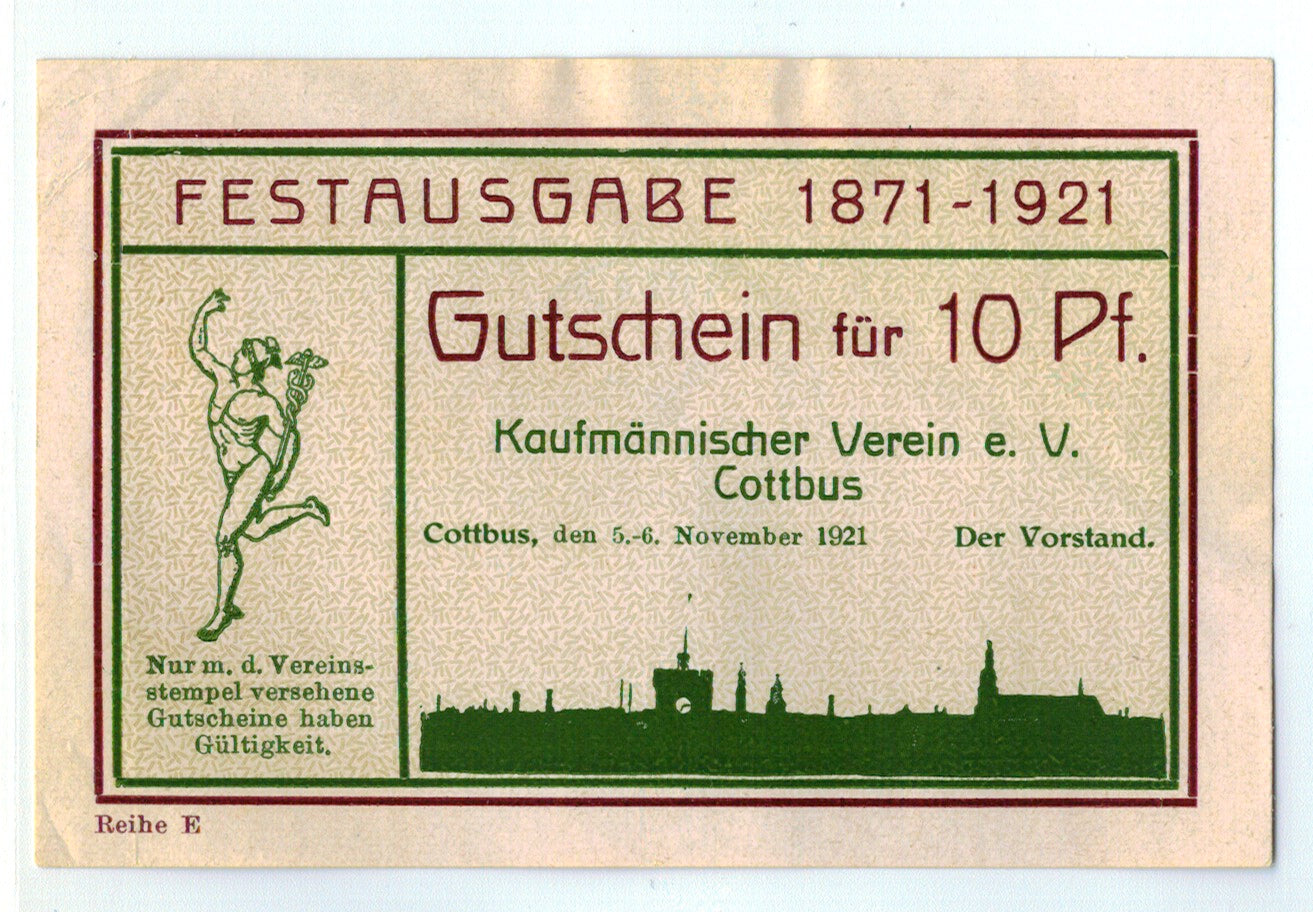 FESTAUSGABE 1871-1921
Gutschein für 10 Pf.
Kaufmännischer Verein e. V.
Cottbus
Cottbus, den 5.-6. November 1921 Der Vorstand.
Nur m. d. Vereins-
stempel versehene
Gutscheine haben
Gültigkeit.
Reihe E